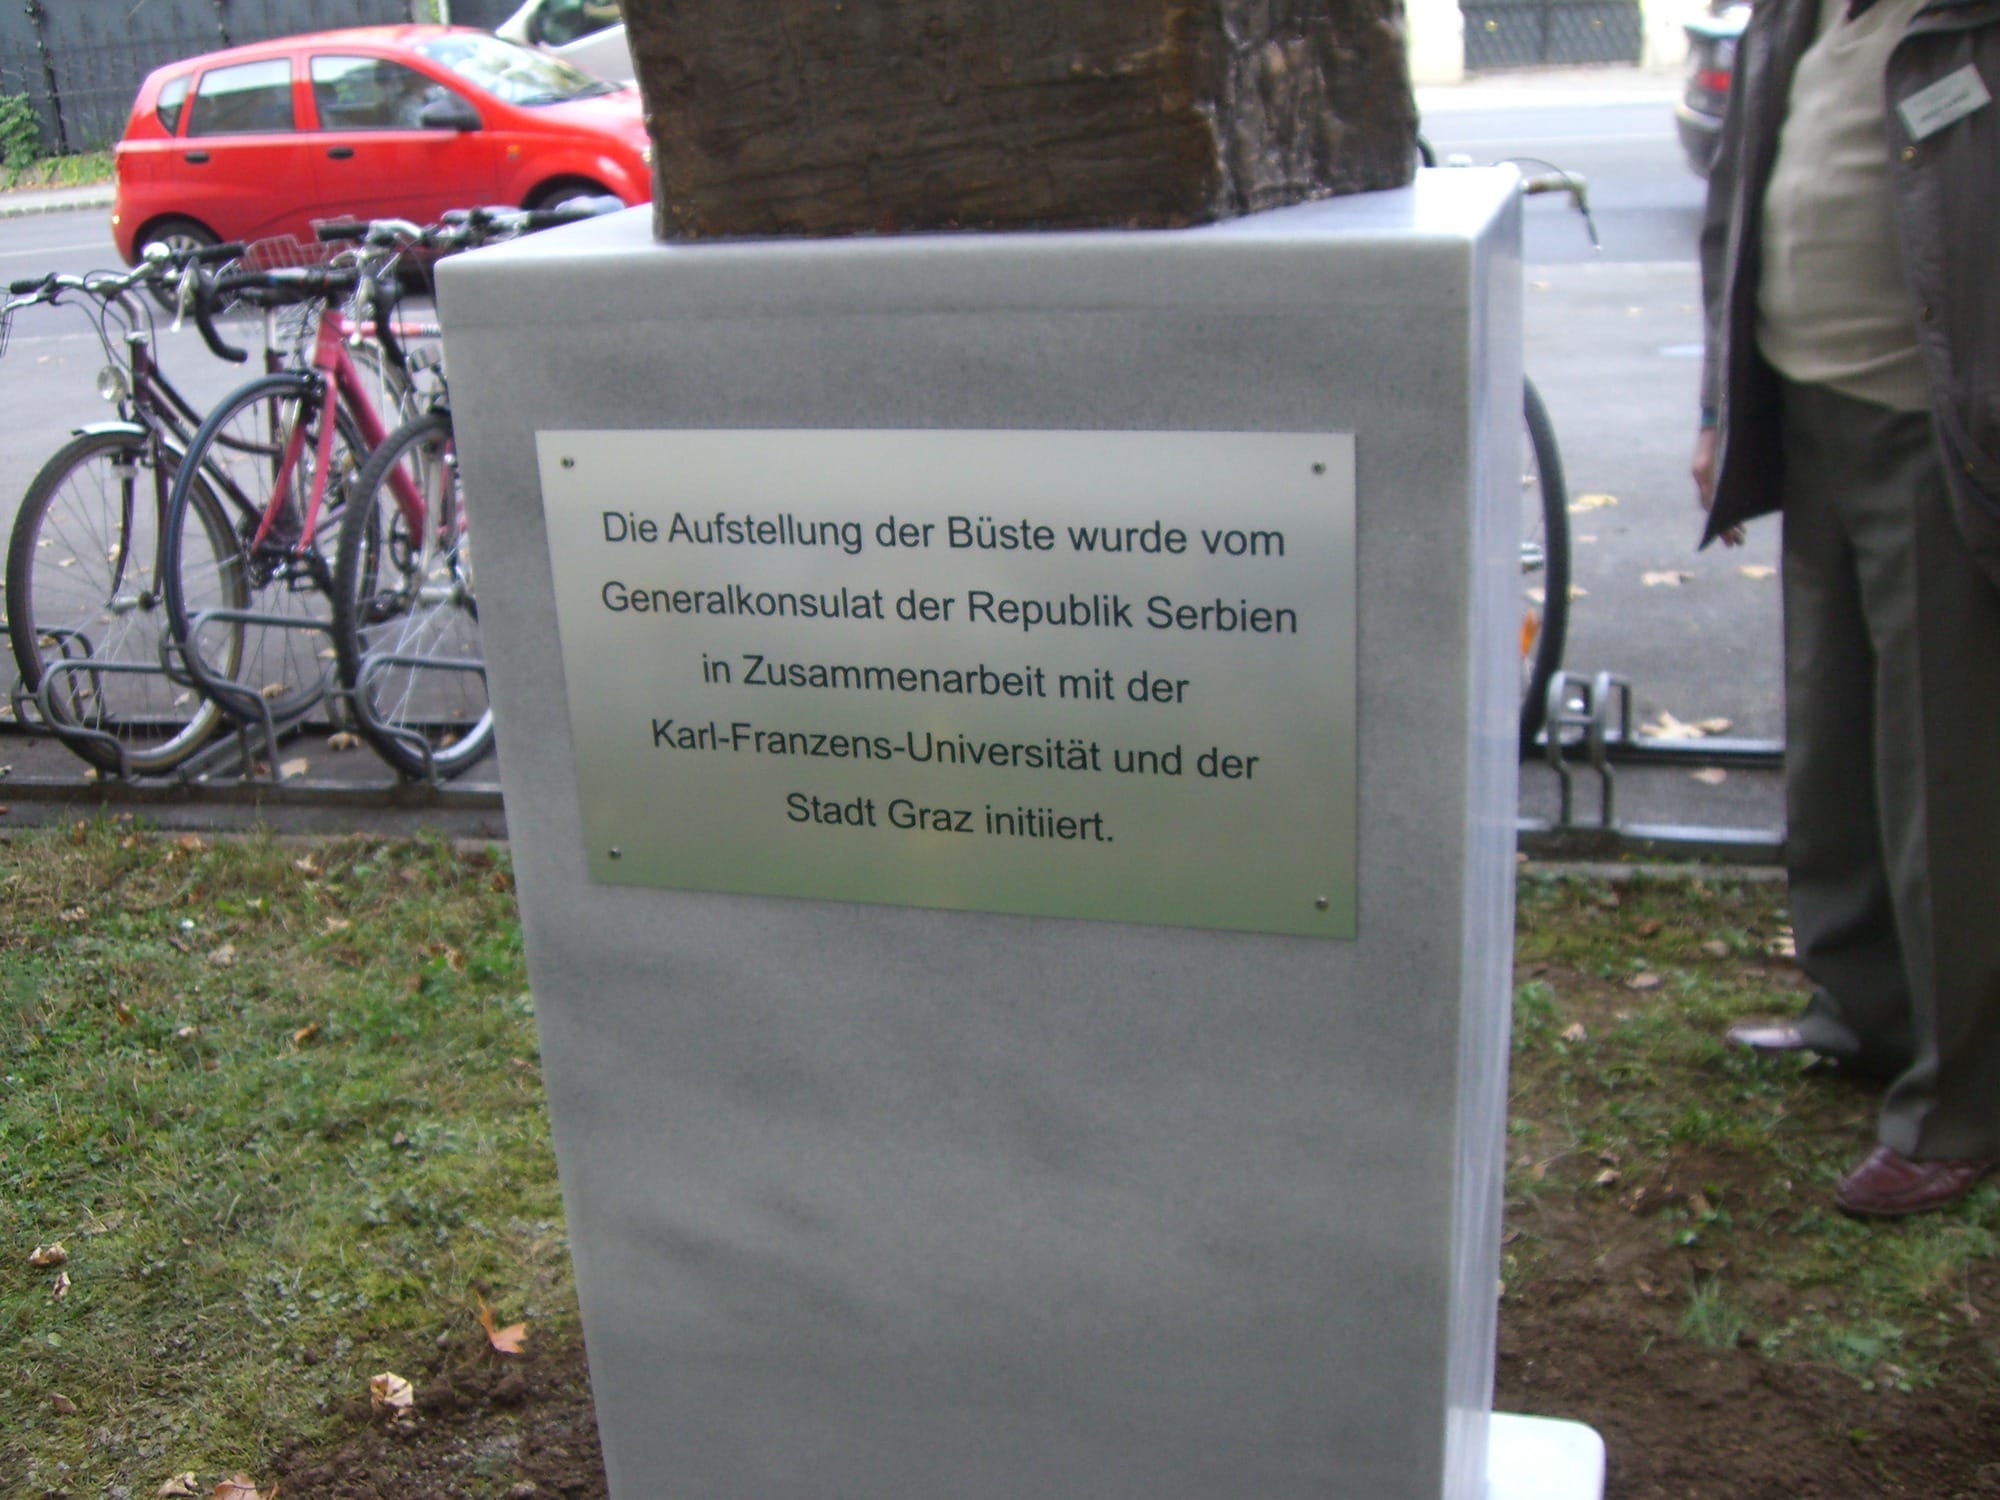 Die Aufstellung der Büste wurde vom
Generalkonsulat der Republik Serbien
in Zusammenarbeit mit der
Karl-Franzens-Universität und der
Stadt Graz initiiert.